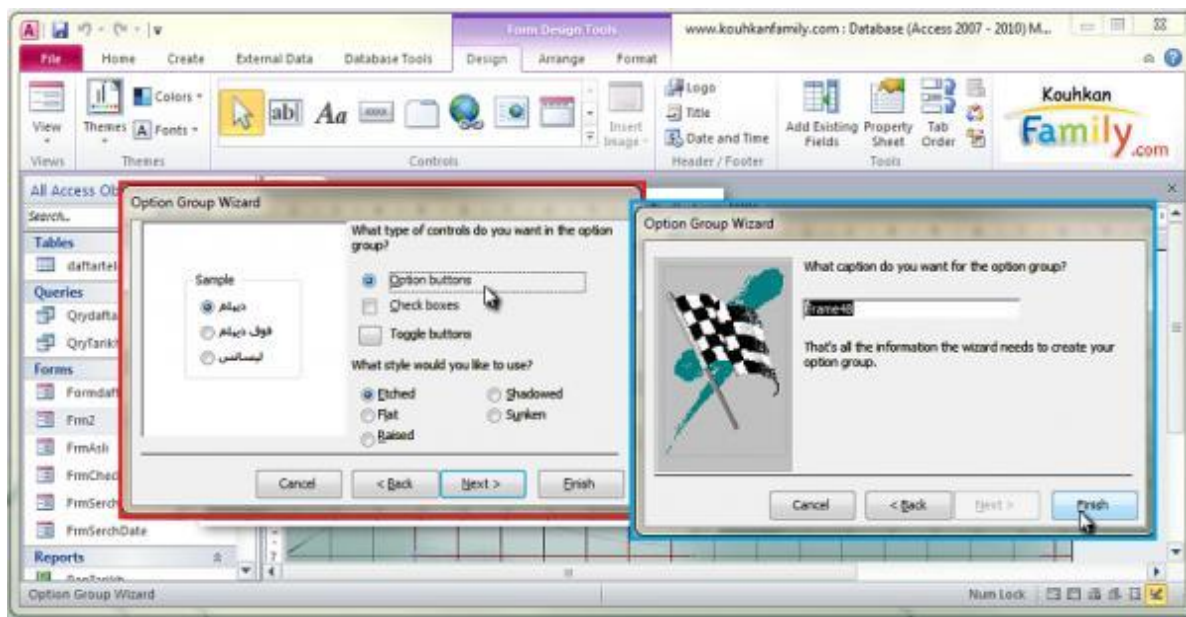 Form Design Tools
www.kouhkanfamily.com : Database (Access 2007 - 2010) M...
File Home Create External Data Database Tools Design Arrange Format
View
Themes
Colors
A Fonts
ab| Aa xxxx
Insert Image
Logo
Title
Date and Time
Add Existing Fields
Property Sheet
Tab Order
Kouhkan
Family.com
Views Themes Controls Header / Footer Tools
All Access Ob
Search..
Tables
daftartel
Queries
Qrydafta
QryTarikh
Forms
Formdaft
Frm2
FrmAsli
FrmChec
FrmSerch
FrmSerchDate
Reports
Option Group Wizard
What type of controls do you want in the option
group?
Sample
دیپلم
فوق دیپلم
لیسانس
Option buttons
Check boxes
Toggle buttons
What style would you like to use?
Etched Shadowed
Flat Sunken
Raised
Cancel < Back Next > Finish
Option Group Wizard
What caption do you want for the option group?
Frame48
That's all the information the wizard needs to create your
option group.
Cancel < Back Next > Finish
7
Option Group Wizard Num Lock